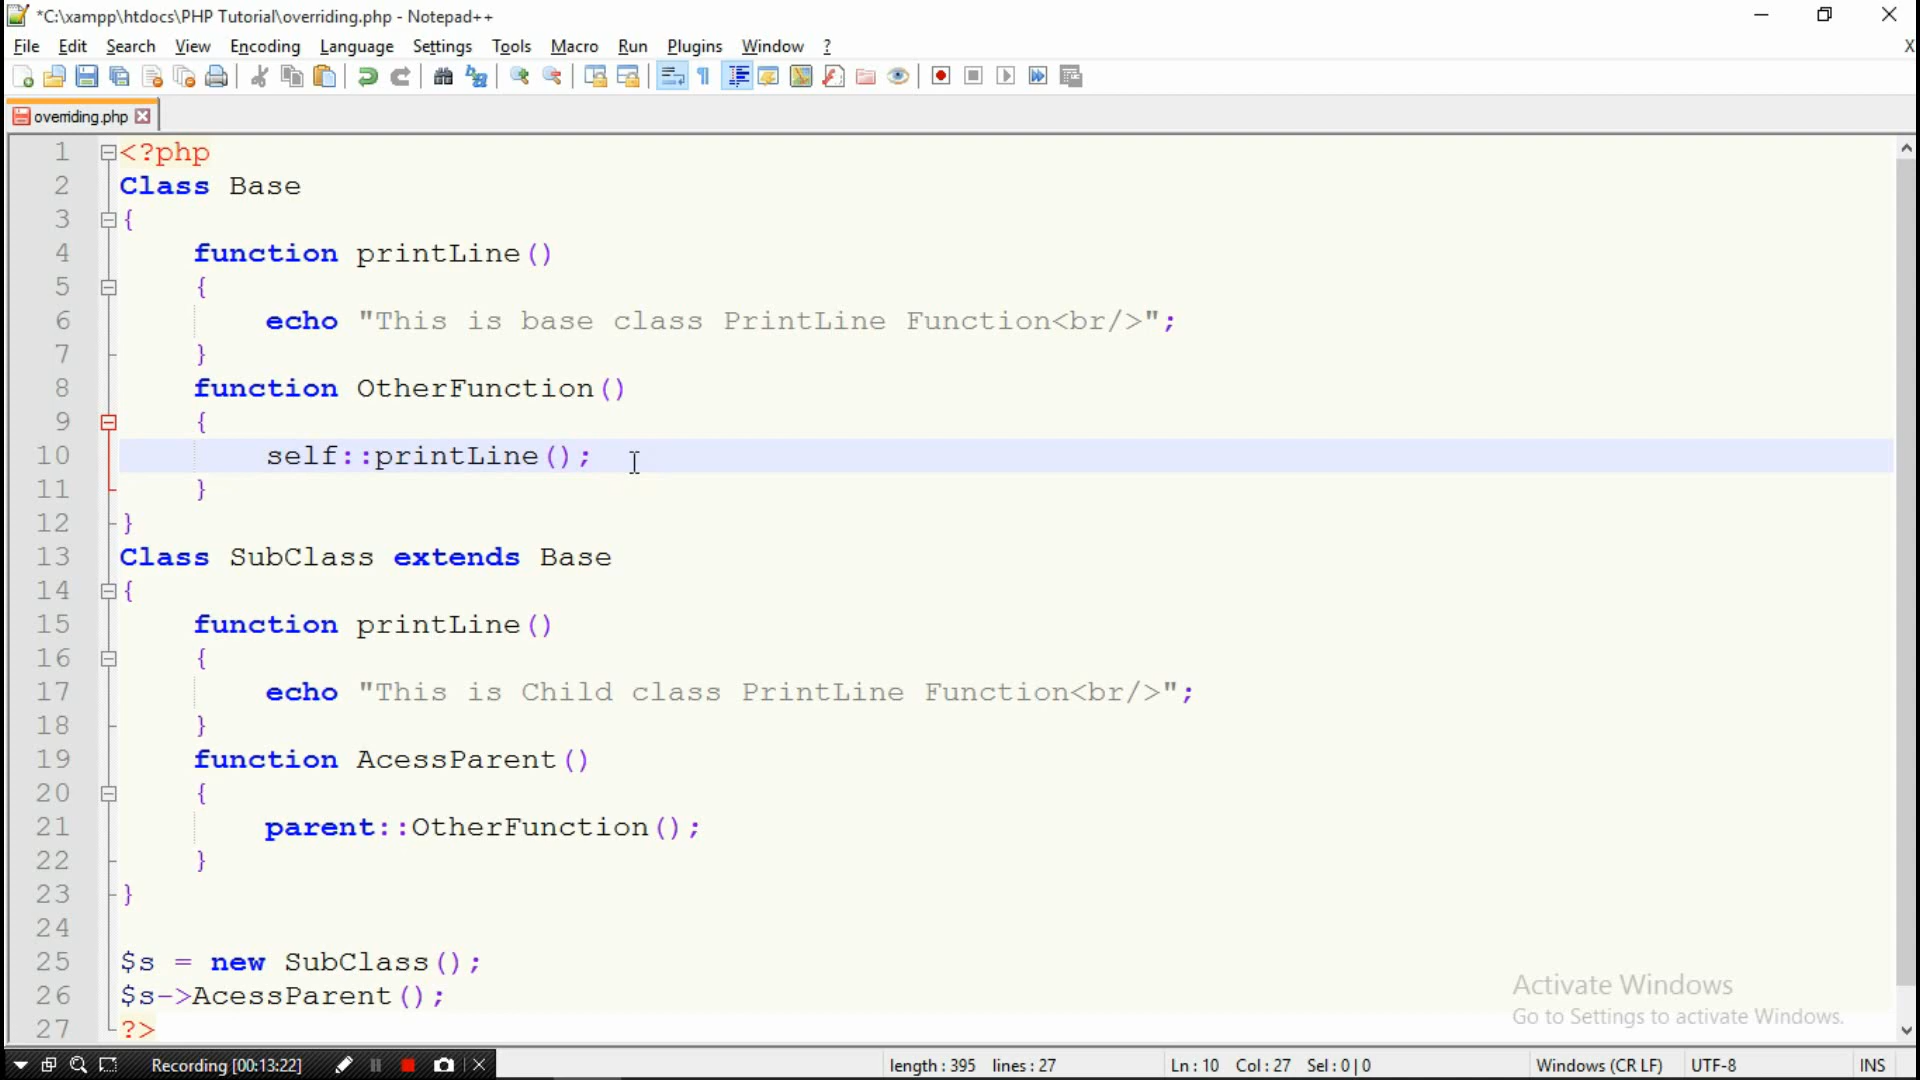 *C:\xampp\htdocs\PHP Tutorial\overriding.php - Notepad++
File Edit Search View Encoding Language Settings Tools Macro Run Plugins Window ? X
overriding.php
1 <?php
2 Class Base
3 {
4 function printLine()
5 {
6 echo "This is base class PrintLine Function<br/>";
7 }
8 function OtherFunction()
9 {
10 self::printLine();
11 }
12 }
13 Class SubClass extends Base
14 {
15 function printLine()
16 {
17 echo "This is Child class PrintLine Function<br/>";
18 }
19 function AcessParent()
20 {
21 parent::OtherFunction();
22 }
23 }
24
25 $s = new SubClass();
26 $s->AcessParent();
27 ?>
Activate Windows
Go to Settings to activate Windows.
Recording [00:13:22] length : 395 lines : 27 Ln : 10 Col : 27 Sel : 0 | 0 Windows (CR LF) UTF-8 INS